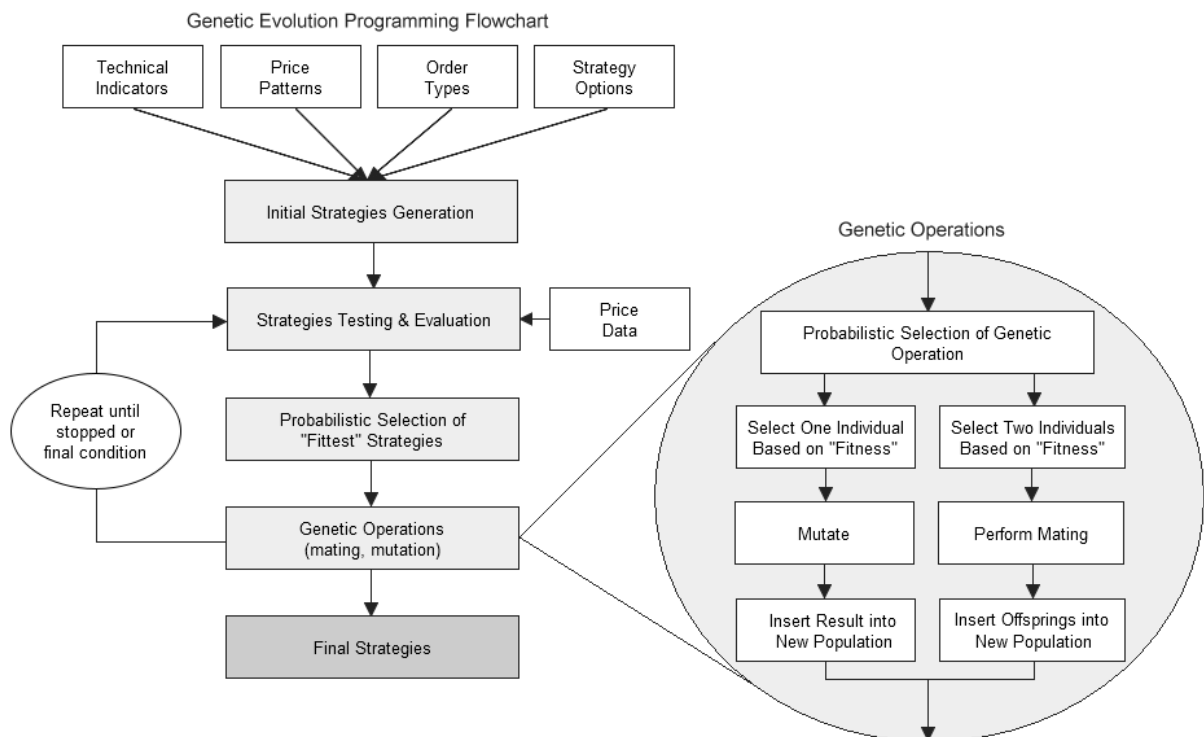 Genetic Evolution Programming Flowchart
Technical
Indicators
Price
Patterns
Order
Types
Strategy
Options
Initial Strategies Generation
Strategies Testing & Evaluation
Price
Data
Repeat until
stopped or
final condition
Probabilistic Selection of
"Fittest" Strategies
Genetic Operations
(mating, mutation)
Final Strategies
Genetic Operations
Probabilistic Selection of Genetic
Operation
Select One Individual
Based on "Fitness"
Select Two Individuals
Based on "Fitness"
Mutate
Perform Mating
Insert Result into
New Population
Insert Offsprings into
New Population